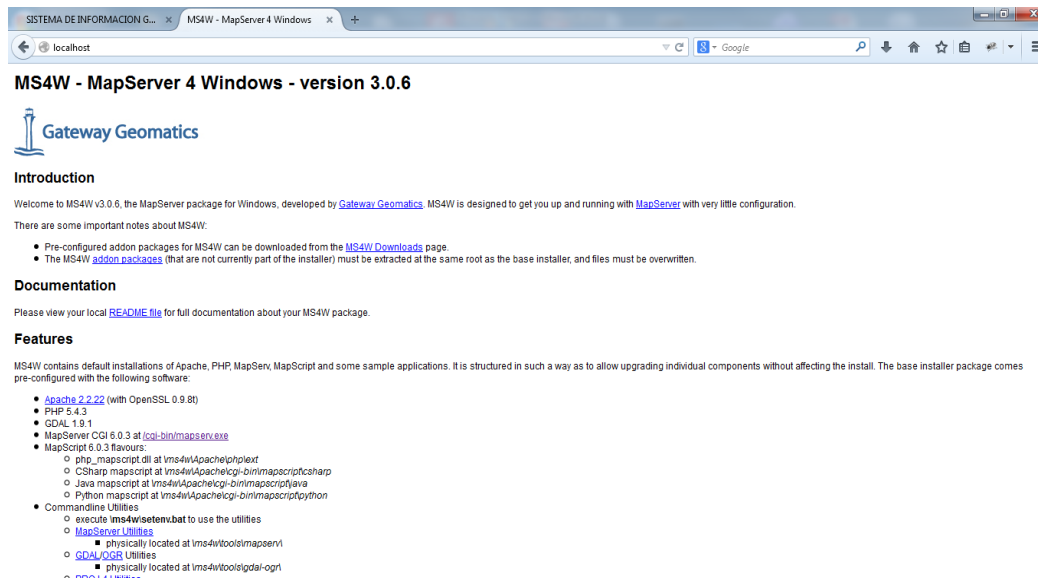 SISTEMA DE INFORMACION G...
MS4W - MapServer 4 Windows
localhost
Google
MS4W - MapServer 4 Windows - version 3.0.6
Gateway Geomatics
Introduction
Welcome to MS4W v3.0.6, the MapServer package for Windows, developed by Gateway Geomatics. MS4W is designed to get you up and running with MapServer with very little configuration.
There are some important notes about MS4W:
• Pre-configured addon packages for MS4W can be downloaded from the MS4W Downloads page.
• The MS4W addon packages (that are not currently part of the installer) must be extracted at the same root as the base installer, and files must be overwritten.
Documentation
Please view your local README file for full documentation about your MS4W package.
Features
MS4W contains default installations of Apache, PHP, MapServ, MapScript and some sample applications. It is structured in such a way as to allow upgrading individual components without affecting the install. The base installer package comes
pre-configured with the following software:
• Apache 2.2.22 (with OpenSSL 0.9.8t)
• PHP 5.4.3
• GDAL 1.9.1
• MapServer CGI 6.0.3 at /cgi-bin/mapserv.exe
• MapScript 6.0.3 flavours:
○ php_mapscript.dll at \ms4w\Apache\php\ext
○ CSharp mapscript at \ms4w\Apache\cgi-bin\mapscript\csharp
○ Java mapscript at \ms4w\Apache\cgi-bin\mapscript\java
○ Python mapscript at \ms4w\Apache\cgi-bin\mapscript\python
• Commandline Utilities
○ execute \ms4w\setenv.bat to use the utilities
○ MapServer Utilities
■ physically located at \ms4w\tools\mapserv\
○ GDAL/OGR Utilities
■ physically located at \ms4w\tools\gdal-ogr\